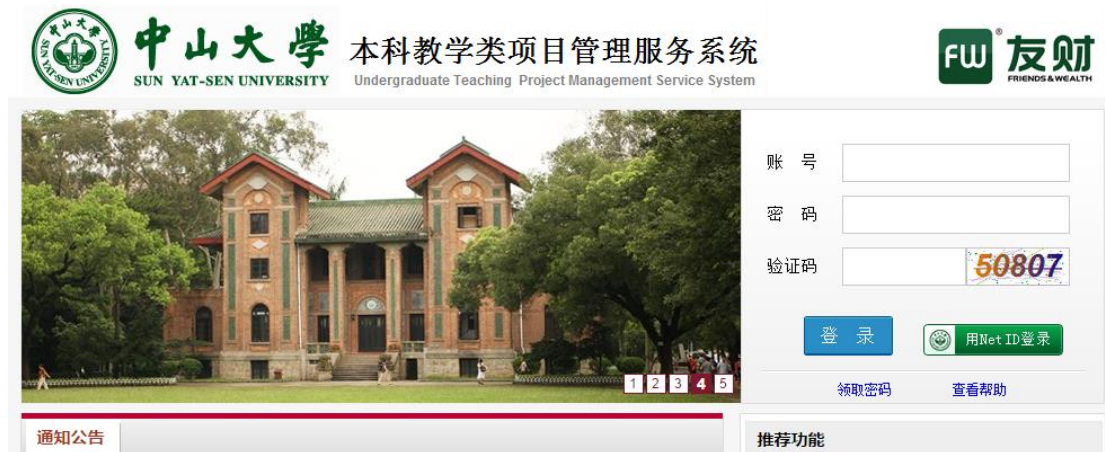 中山大學
SUN YAT-SEN UNIVERSITY
本科教学类项目管理服务系统
Undergraduate Teaching Project Management Service System
FW®友财
FRIENDS&WEALTH
账 号
密 码
验证码 50807
登 录 用NetID登录
领取密码 查看帮助
1 2 3 4 5
通知公告
推荐功能